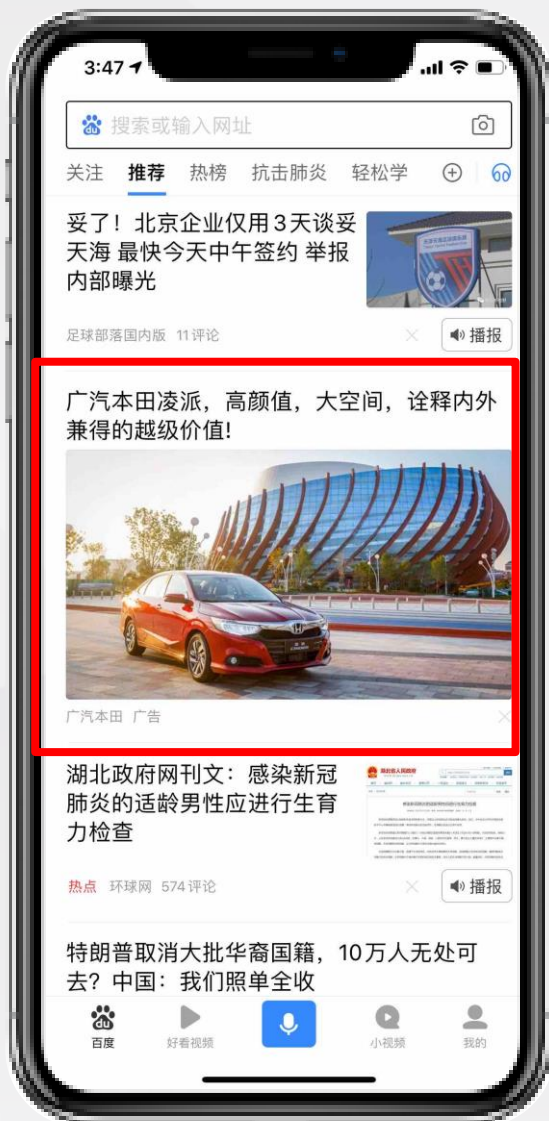 3:47
du 搜索或输入网址
关注 推荐 热榜 抗击肺炎 轻松学
妥了！北京企业仅用3天谈妥
天海 最快今天中午签约 举报
内部曝光
足球部落国内版 11评论
播报
广汽本田凌派，高颜值，大空间，诠释内外
兼得的越级价值!
广汽本田 广告
湖北政府网刊文：感染新冠
肺炎的适龄男性应进行生育
力检查
热点 环球网 574评论
播报
特朗普取消大批华裔国籍，10万人无处可
去？中国：我们照单全收
du
百度 好看视频 小视频 我的